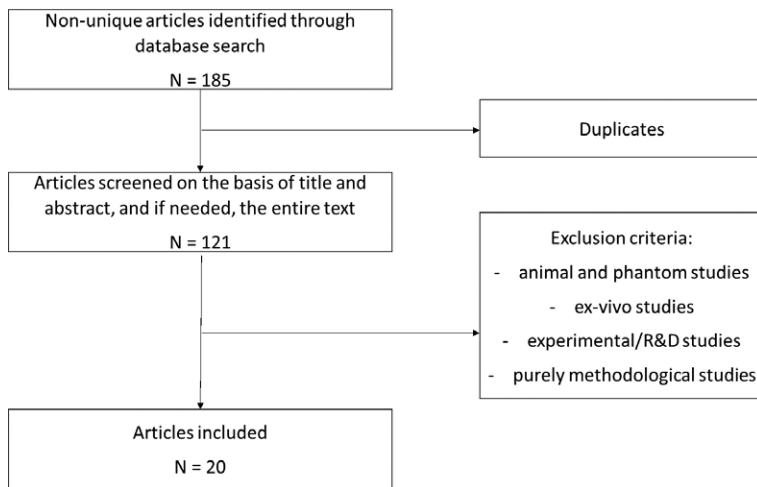 Non-unique articles identified through
database search
N = 185
Duplicates
Articles screened on the basis of title and
abstract, and if needed, the entire text
N = 121
Exclusion criteria:
- animal and phantom studies
- ex-vivo studies
- experimental/R&D studies
- purely methodological studies
Articles included
N = 20